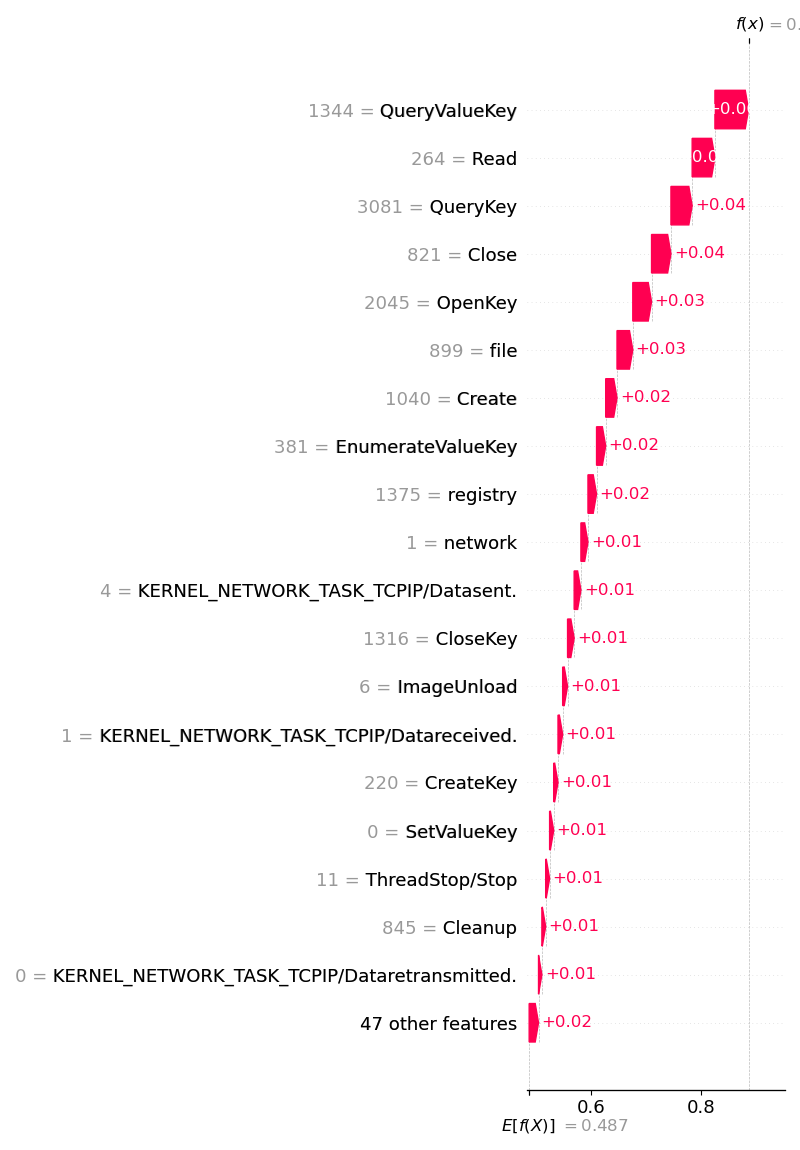 f(x) = 0.
1344 = QueryValueKey
264 = Read
3081 = QueryKey +0.04
821 = Close +0.04
2045 = OpenKey +0.03
899 = file +0.03
1040 = Create +0.02
381 = EnumerateValueKey +0.02
1375 = registry +0.02
1 = network +0.01
4 = KERNEL_NETWORK_TASK_TCPIP/Datasent. +0.01
1316 = CloseKey +0.01
6 = ImageUnload +0.01
1 = KERNEL_NETWORK_TASK_TCPIP/Datareceived. +0.01
220 = CreateKey +0.01
0 = SetValueKey +0.01
11 = ThreadStop/Stop +0.01
845 = Cleanup +0.01
0 = KERNEL_NETWORK_TASK_TCPIP/Dataretransmitted. +0.01
47 other features +0.02
0.6 0.8
E[f(X)] = 0.487